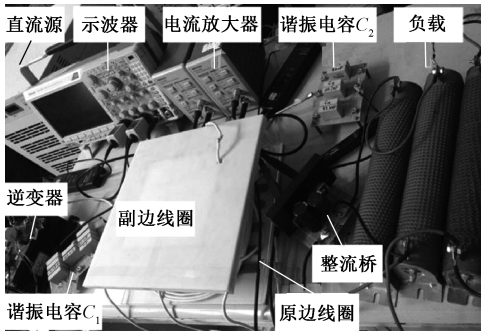 直流源
示波器
电流放大器
谐振电容C₂
负载
逆变器
副边线圈
整流桥
谐振电容C₁
原边线圈